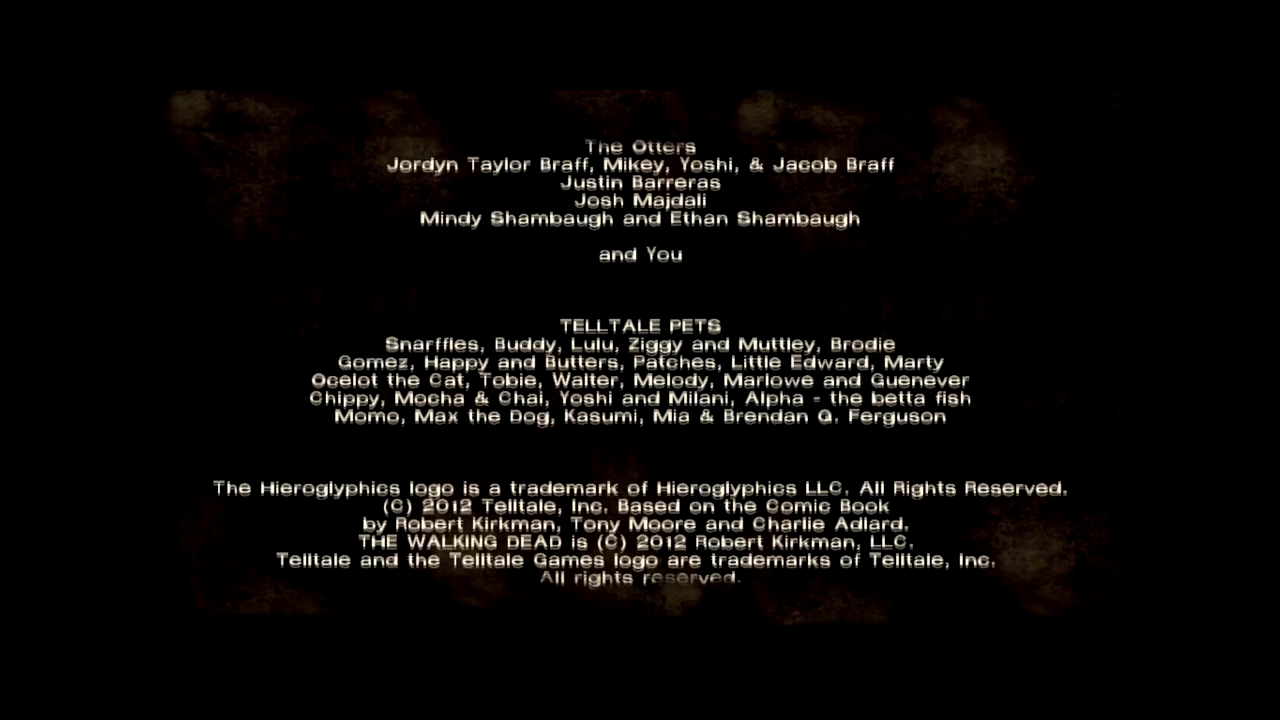 The Otters
Jordyn Taylor Braff, Mikey, Yoshi, & Jacob Braff
Justin Barreras
Josh Majdali
Mindy Shambaugh and Ethan Shambaugh
and You
TELLTALE PETS
Snarffles, Buddy, Lulu, Ziggy and Muttley, Brodie
Gomez, Happy and Butters, Patches, Little Edward, Marty
Ocelot the Cat, Tobie, Walter, Melody, Marlowe and Guenever
Chippy, Mocha & Chai, Yoshi and Milani, Alpha - the betta fish
Momo, Max the Dog, Kasumi, Mia & Brendan Q. Ferguson
The Hieroglyphics logo is a trademark of Hieroglyphics LLC. All Rights Reserved.
(C) 2012 Telltale, Inc. Based on the Comic Book
by Robert Kirkman, Tony Moore and Charlie Adlard.
THE WALKING DEAD is (C) 2012 Robert Kirkman, LLC.
Telltale and the Telltale Games logo are trademarks of Telltale, Inc.
All rights reserved.